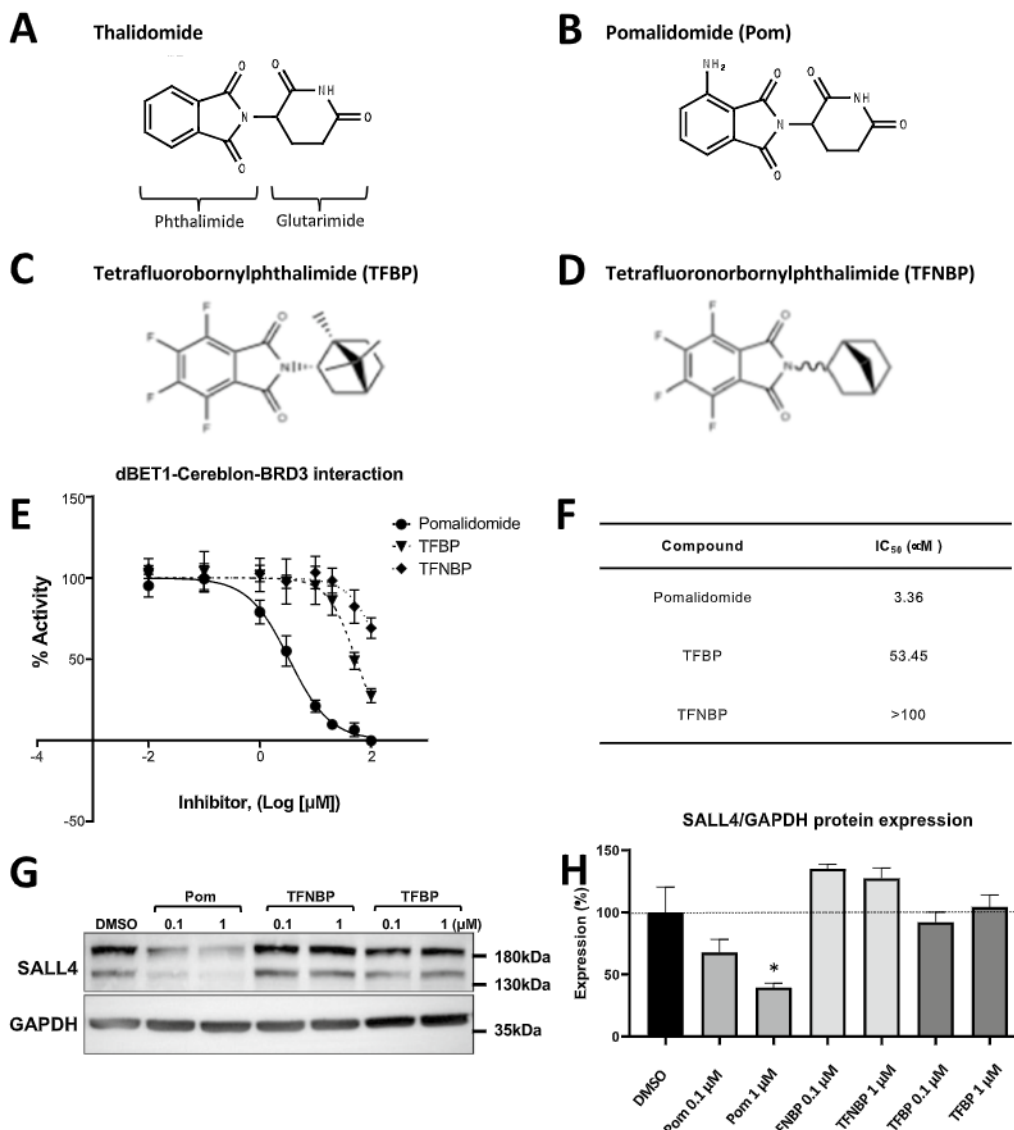 A Thalidomide
B Pomalidomide (Pom)
O
NH
N
O
O
O
Phthalimide
Glutarimide
NH₂
O
O
NH
N
O
O
C Tetrafluorobornylphthalimide (TFBP)
D Tetrafluoronorbornylphthalimide (TFNBP)
F
F
F
F
O
N
O
F
F
F
F
O
N
O
E
dBET1-Cereblon-BRD3 interaction
150
100
50
-50
-4
-2
0
2
% Activity
Inhibitor, (Log [µM])
Pomalidomide
TFBP
TFNBP
F
Compound IC₅₀ (∝M )
Pomalidomide 3.36
TFBP 53.45
TFNBP >100
G
Pom TFNBP TFBP
DMSO 0.1 1 0.1 1 0.1 1 (µM)
SALL4
180kDa
130kDa
GAPDH
35kDa
H
SALL4/GAPDH protein expression
Expression (%)
150
100
50
0
*
DMSO
Pom 0.1 µM
Pom 1 µM
FNBP 0.1 µM
TFNBP 1 µM
TFBP 0.1 µM
TFBP 1 µM